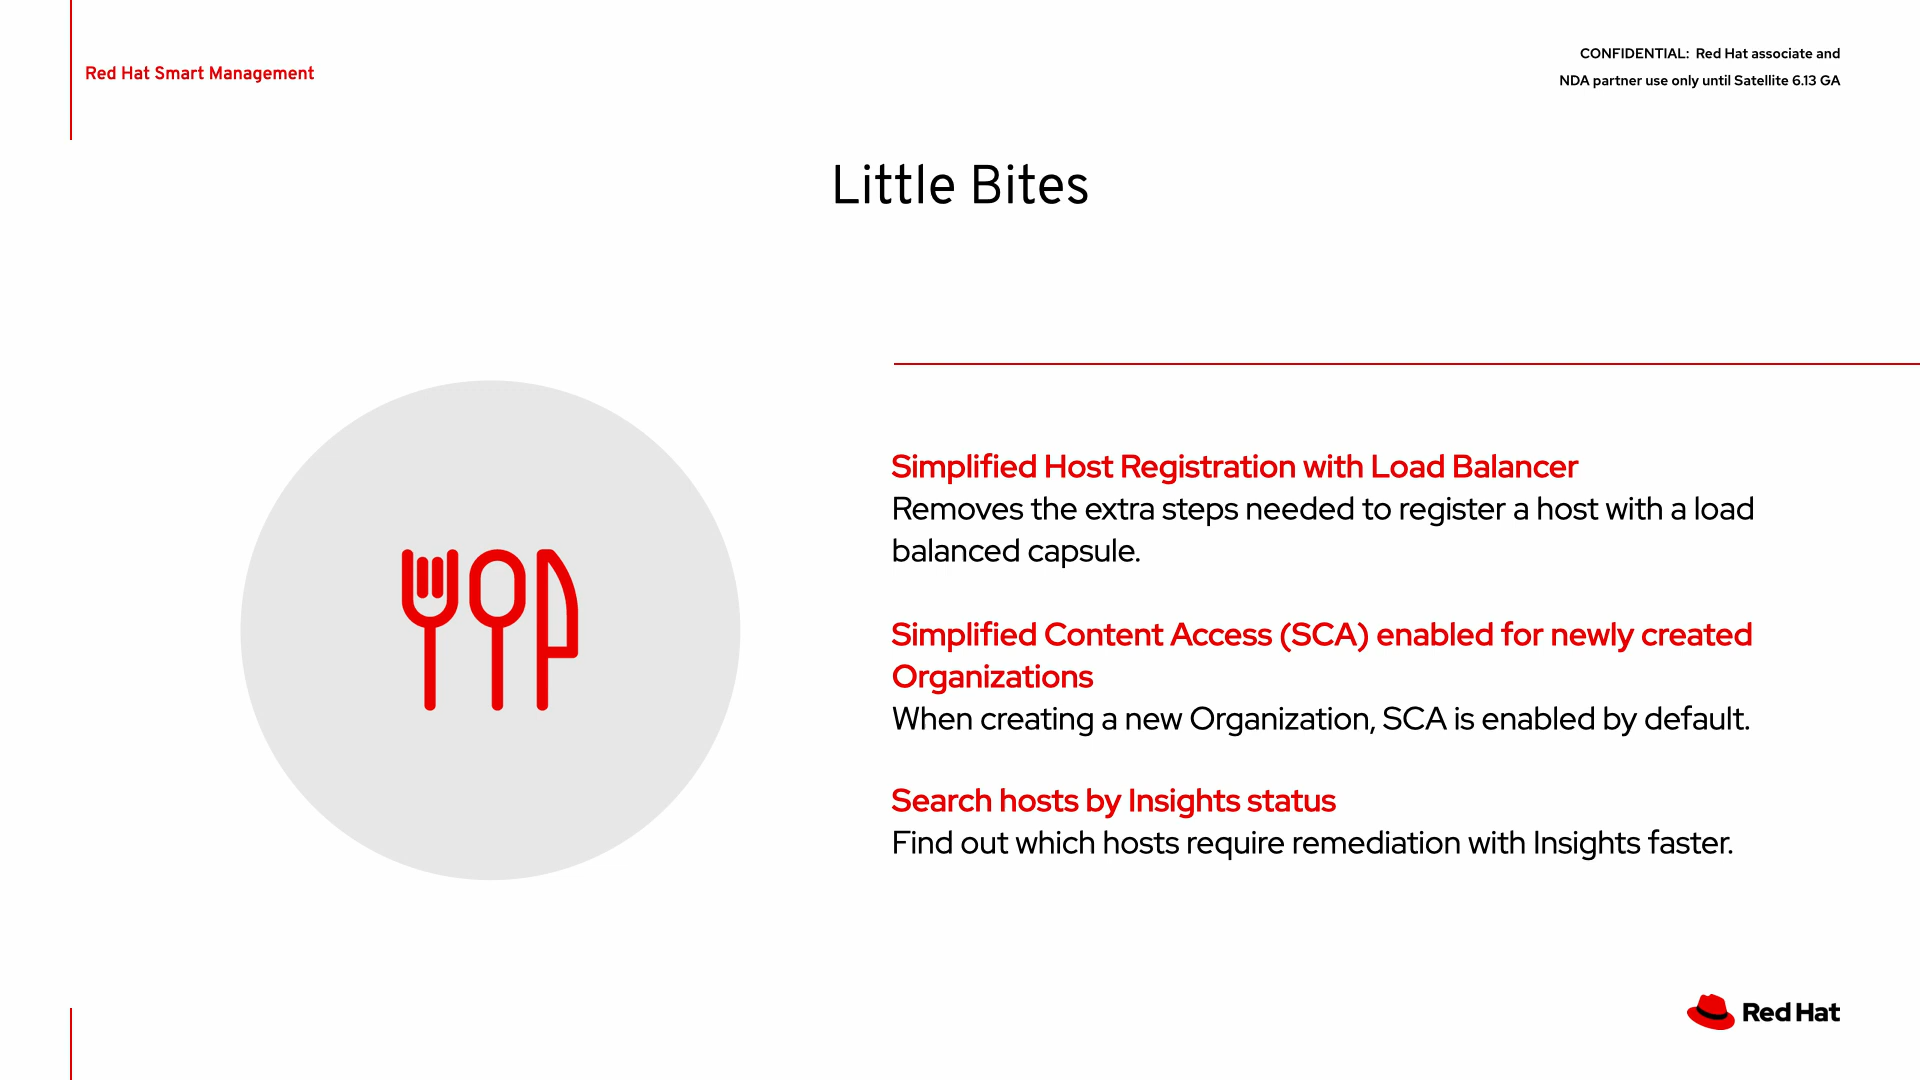 Red Hat Smart Management
CONFIDENTIAL: Red Hat associate and
NDA partner use only until Satellite 6.13 GA
Little Bites
Simplified Host Registration with Load Balancer
Removes the extra steps needed to register a host with a load
balanced capsule.
Simplified Content Access (SCA) enabled for newly created
Organizations
When creating a new Organization, SCA is enabled by default.
Search hosts by Insights status
Find out which hosts require remediation with Insights faster.
Red Hat